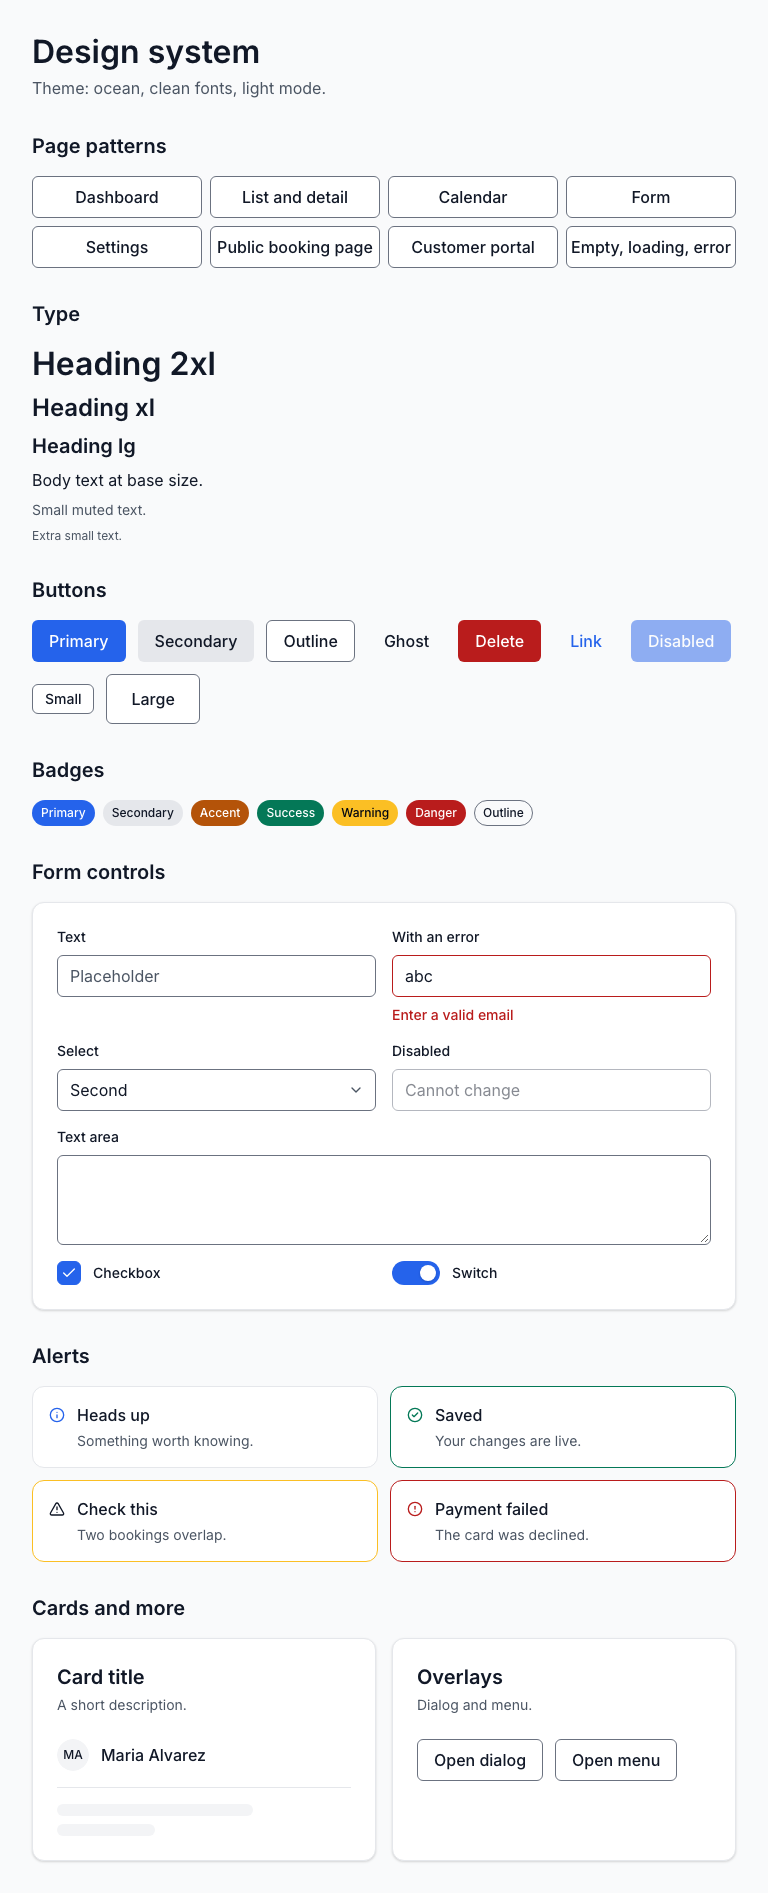 Design system
Theme: ocean, clean fonts, light mode.
Page patterns
Dashboard
List and detail
Calendar
Form
Settings
Public booking page
Customer portal
Empty, loading, error
Type
Heading 2xl
Heading xl
Heading lg
Body text at base size.
Small muted text.
Extra small text.
Buttons
Primary
Secondary
Outline
Ghost
Delete
Link
Disabled
Small
Large
Badges
Primary
Secondary
Accent
Success
Warning
Danger
Outline
Form controls
Text
With an error
Placeholder
abc
Enter a valid email
Select
Disabled
Second
Cannot change
Text area
Checkbox
Switch
Alerts
Heads up
Something worth knowing.
Saved
Your changes are live.
Check this
Two bookings overlap.
Payment failed
The card was declined.
Cards and more
Card title
A short description.
MA
Maria Alvarez
Overlays
Dialog and menu.
Open dialog
Open menu